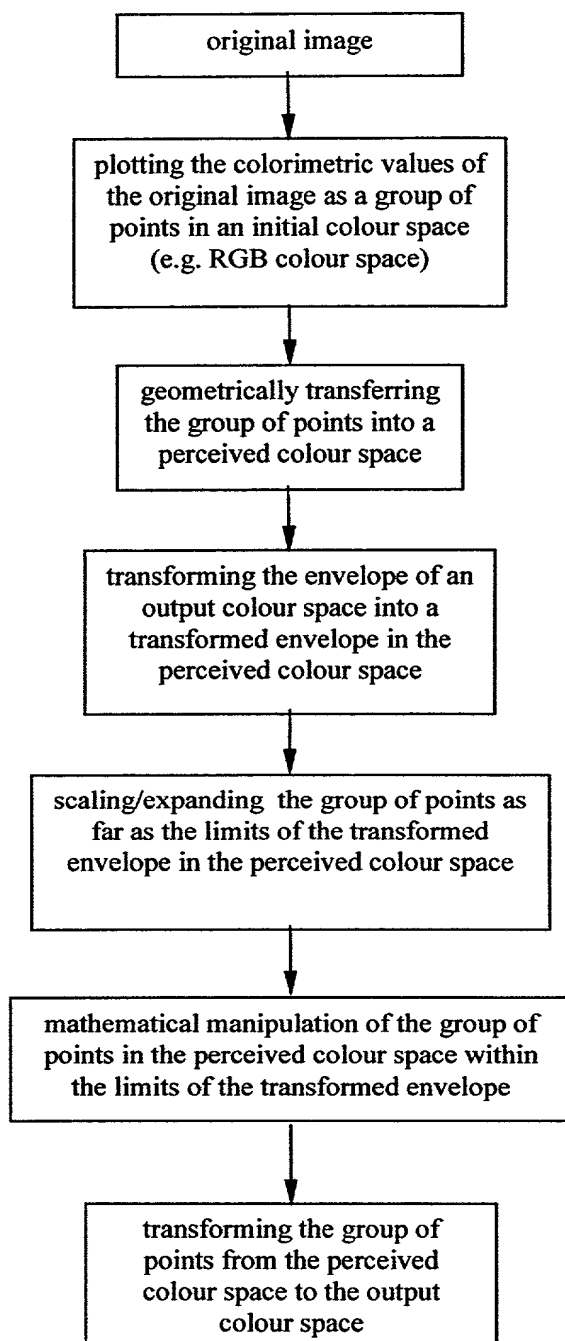 original image
plotting the colorimetric values of
the original image as a group of
points in an initial colour space
(e.g. RGB colour space)
geometrically transferring
the group of points into a
perceived colour space
transforming the envelope of an
output colour space into a
transformed envelope in the
perceived colour space
scaling/expanding the group of points as
far as the limits of the transformed
envelope in the perceived colour space
mathematical manipulation of the group of
points in the perceived colour space within
the limits of the transformed envelope
transforming the group of
points from the perceived
colour space to the output
colour space